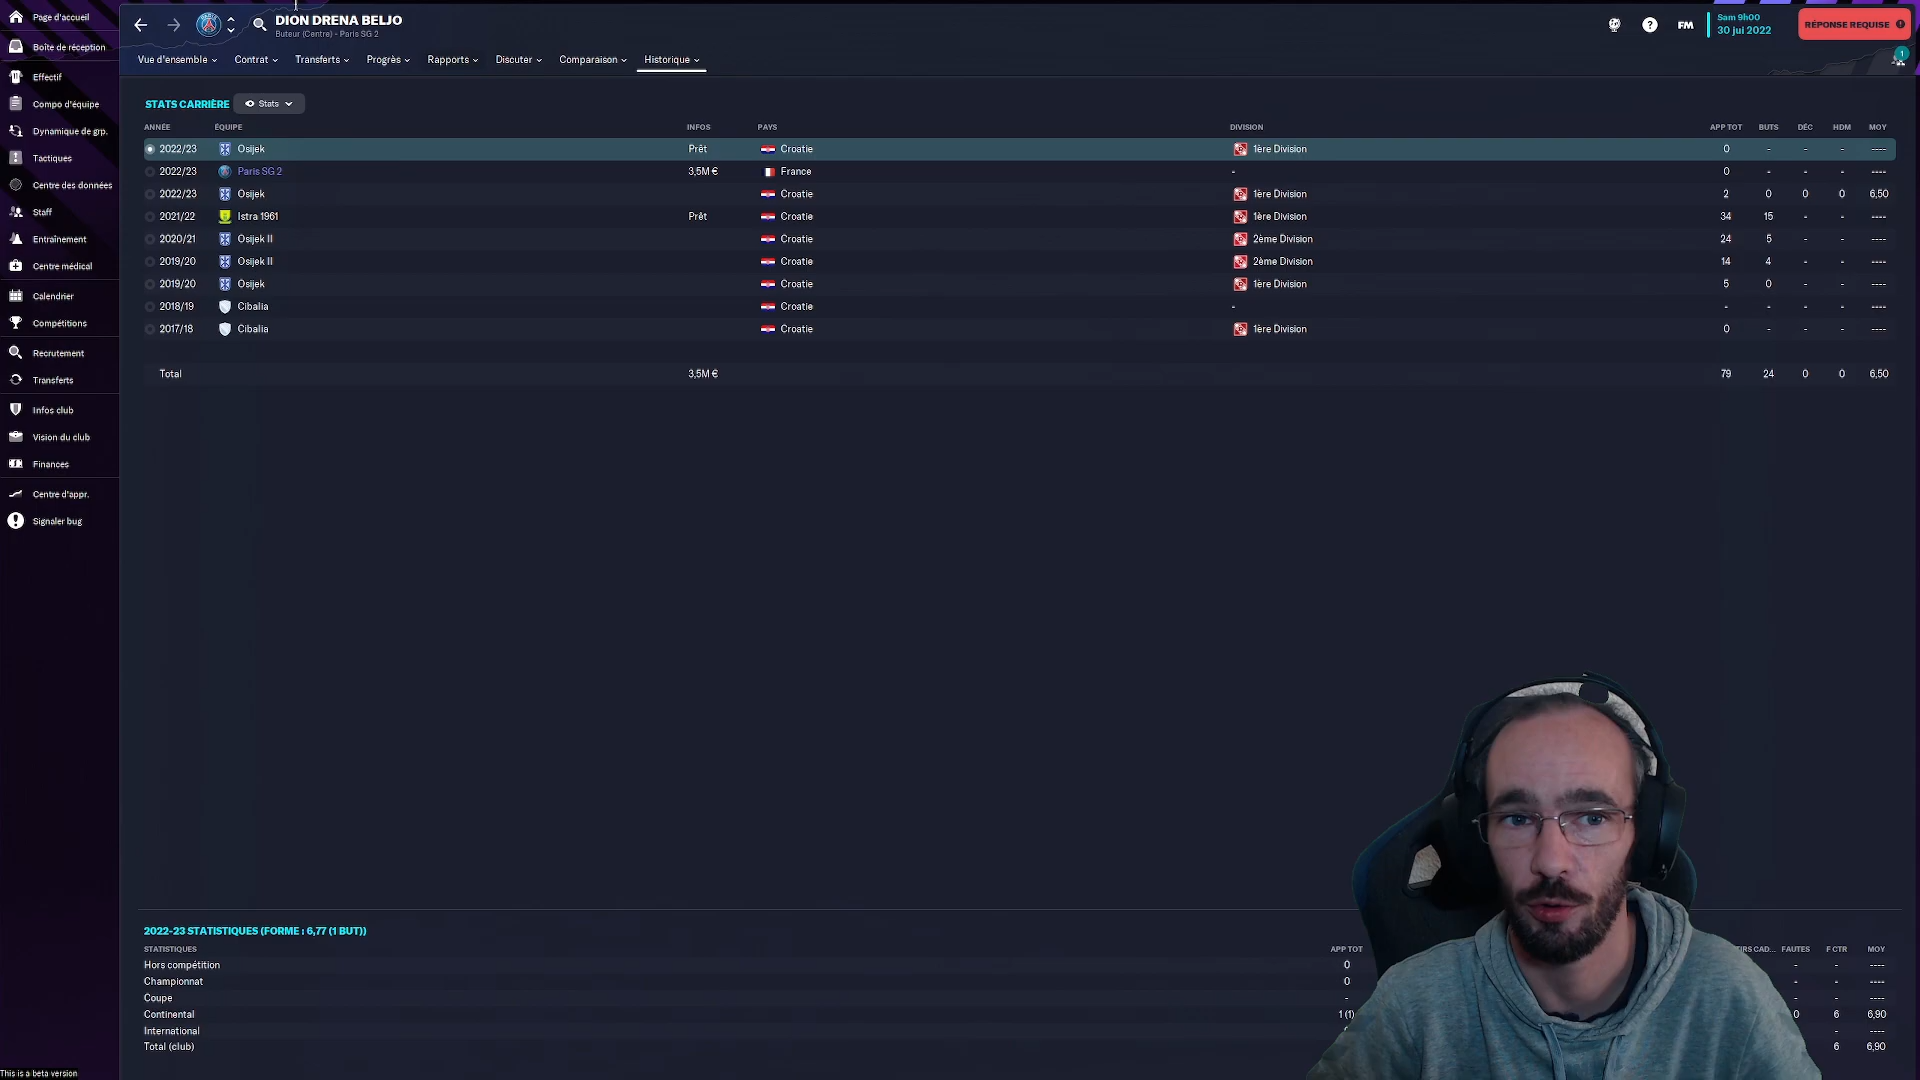 Page d'accueil
Boîte de réception
Effectif
Compo d'équipe
Dynamique de grp.
Tactiques
Centre des données
Staff
Entraînement
Centre médical
Calendrier
Compétitions
Recrutement
Transferts
Infos club
Vision du club
Finances
Centre d'appr.
Signaler bug
This is a beta version
DION DRENA BELJO
Buteur (Centre) - Paris SG 2
FM
Sam 9h00
30 jui 2022
RÉPONSE REQUISE
1
Vue d'ensemble Contrat Transferts Progrès Rapports Discuter Comparaison Historique
STATS CARRIÈRE Stats
ANNÉE ÉQUIPE INFOS PAYS DIVISION APP TOT BUTS DÉC HDM MOY
2022/23 Osijek Prêt Croatie 1ère Division 0 - - - ----
2022/23 Paris SG 2 3,5M € France - 0 - - - ----
2022/23 Osijek Croatie 1ère Division 2 0 0 0 6,50
2021/22 Istra 1961 Prêt Croatie 1ère Division 34 15 - - ----
2020/21 Osijek II Croatie 2ème Division 24 5 - - ----
2019/20 Osijek II Croatie 2ème Division 14 4 - - ----
2019/20 Osijek Croatie 1ère Division 5 0 - - ----
2018/19 Cibalia Croatie - - - - - ----
2017/18 Cibalia Croatie 1ère Division 0 - - - ----
Total 3,5M € 79 24 0 0 6,50
2022-23 STATISTIQUES (FORME : 6,77 (1 BUT))
STATISTIQUES APP TOT CAD... FAUTES F CTR MOY
Hors compétition 0 - - ----
Championnat 0 - - ----
Coupe - - - ----
Continental 1 (1) 0 6 6,90
International - ----
Total (club) 6 6,90